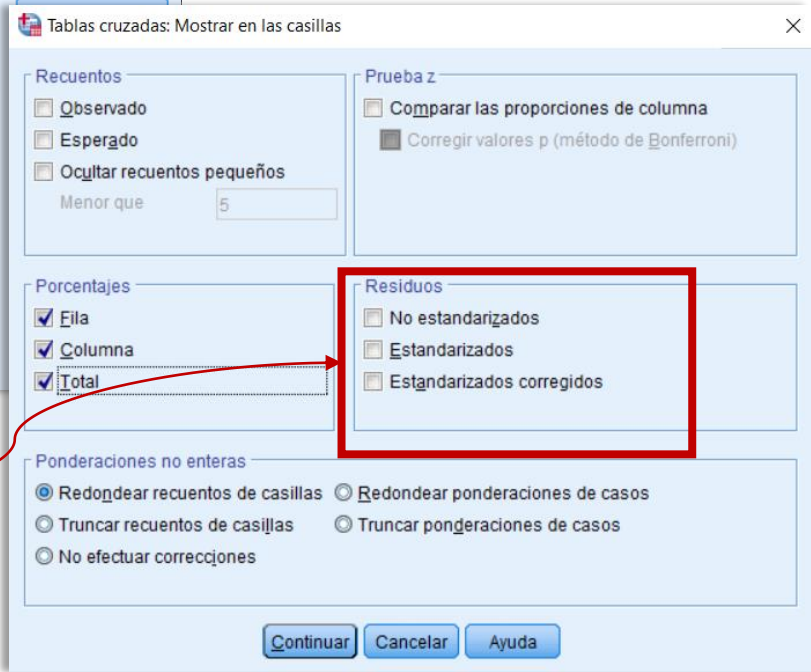 Tablas cruzadas: Mostrar en las casillas
Recuentos
Observado
Esperado
Ocultar recuentos pequeños
Menor que 5
Prueba z
Comparar las proporciones de columna
Corregir valores p (método de Bonferroni)
Porcentajes
Fila
Columna
Total
Residuos
No estandarizados
Estandarizados
Estandarizados corregidos
Ponderaciones no enteras
Redondear recuentos de casillas Redondear ponderaciones de casos
Truncar recuentos de casillas Truncar ponderaciones de casos
No efectuar correcciones
Continuar Cancelar Ayuda